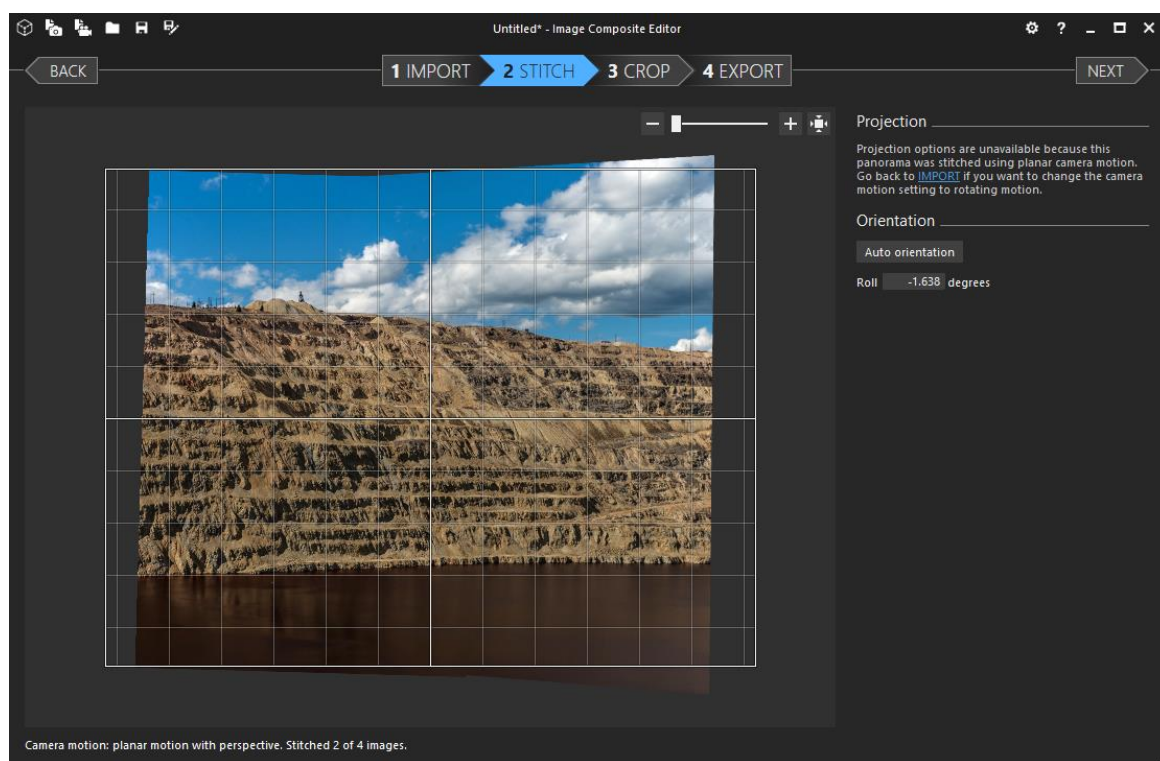 Untitled* - Image Composite Editor
?
BACK
1 IMPORT
2 STITCH
3 CROP
4 EXPORT
NEXT
Projection
Projection options are unavailable because this
panorama was stitched using planar camera motion.
Go back to IMPORT if you want to change the camera
motion setting to rotating motion.
Orientation
Auto orientation
Roll -1.638 degrees
Camera motion: planar motion with perspective. Stitched 2 of 4 images.